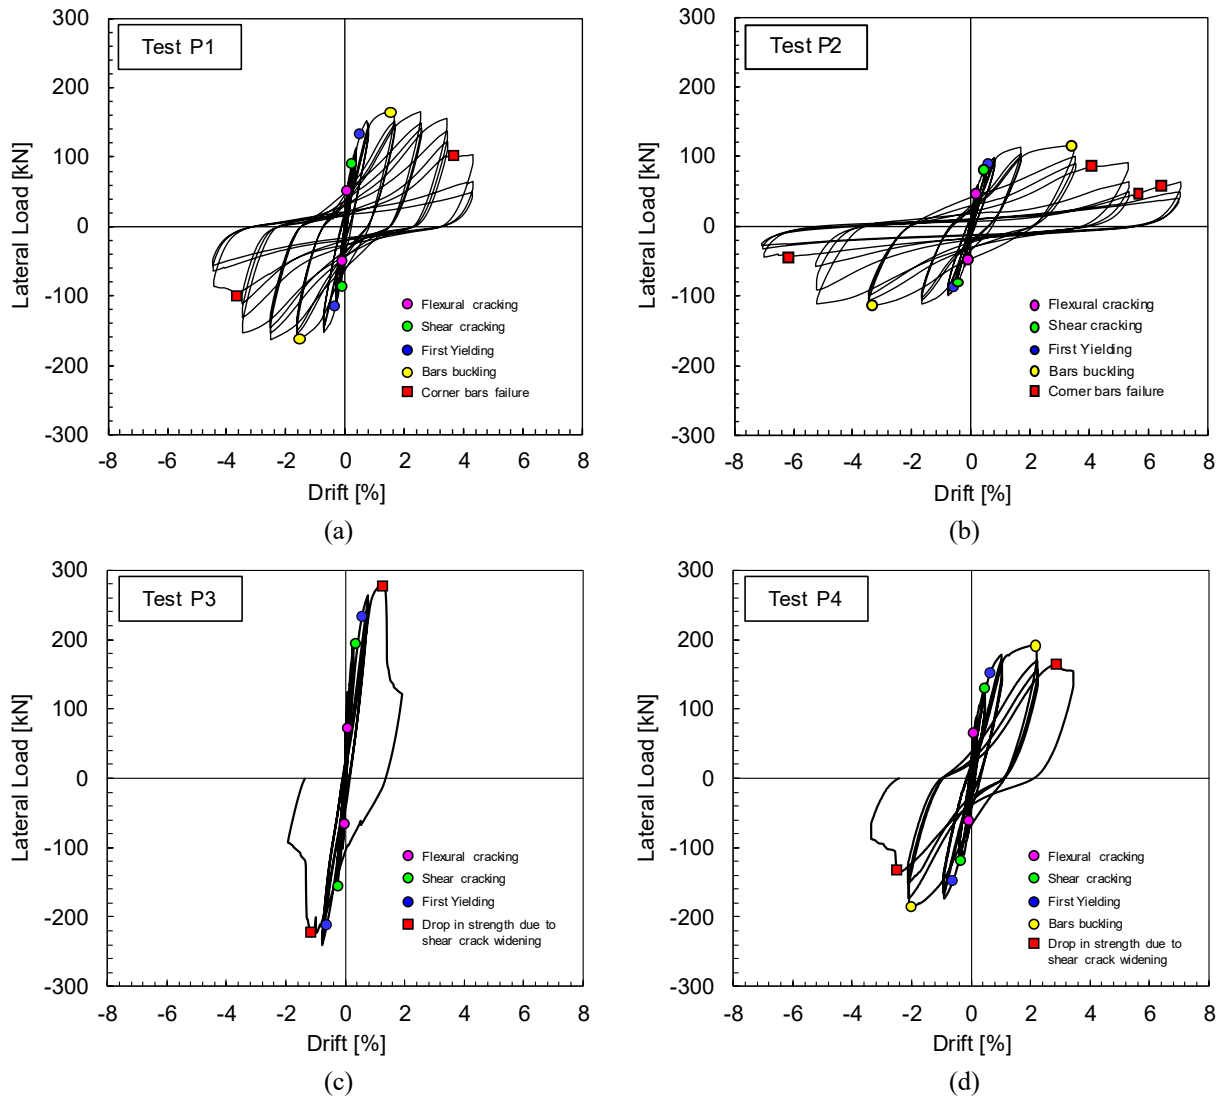 300
200
100
0
-100
-200
-300
Lateral Load [kN]
Test P1
Flexural cracking
Shear cracking
First Yielding
Bars buckling
Corner bars failure
-8 -6 -4 -2 0 2 4 6 8
Drift [%]
(a)
300
200
100
0
-100
-200
-300
Lateral Load [kN]
Test P2
Flexural cracking
Shear cracking
First Yielding
Bars buckling
Corner bars failure
-8 -6 -4 -2 0 2 4 6 8
Drift [%]
(b)
300
200
100
0
-100
-200
-300
Lateral Load [kN]
Test P3
Flexural cracking
Shear cracking
First Yielding
Drop in strength due to
shear crack widening
-8 -6 -4 -2 0 2 4 6 8
Drift [%]
(c)
300
200
100
0
-100
-200
-300
Lateral Load [kN]
Test P4
Flexural cracking
Shear cracking
First Yielding
Bars buckling
Drop in strength due to
shear crack widening
-8 -6 -4 -2 0 2 4 6 8
Drift [%]
(d)